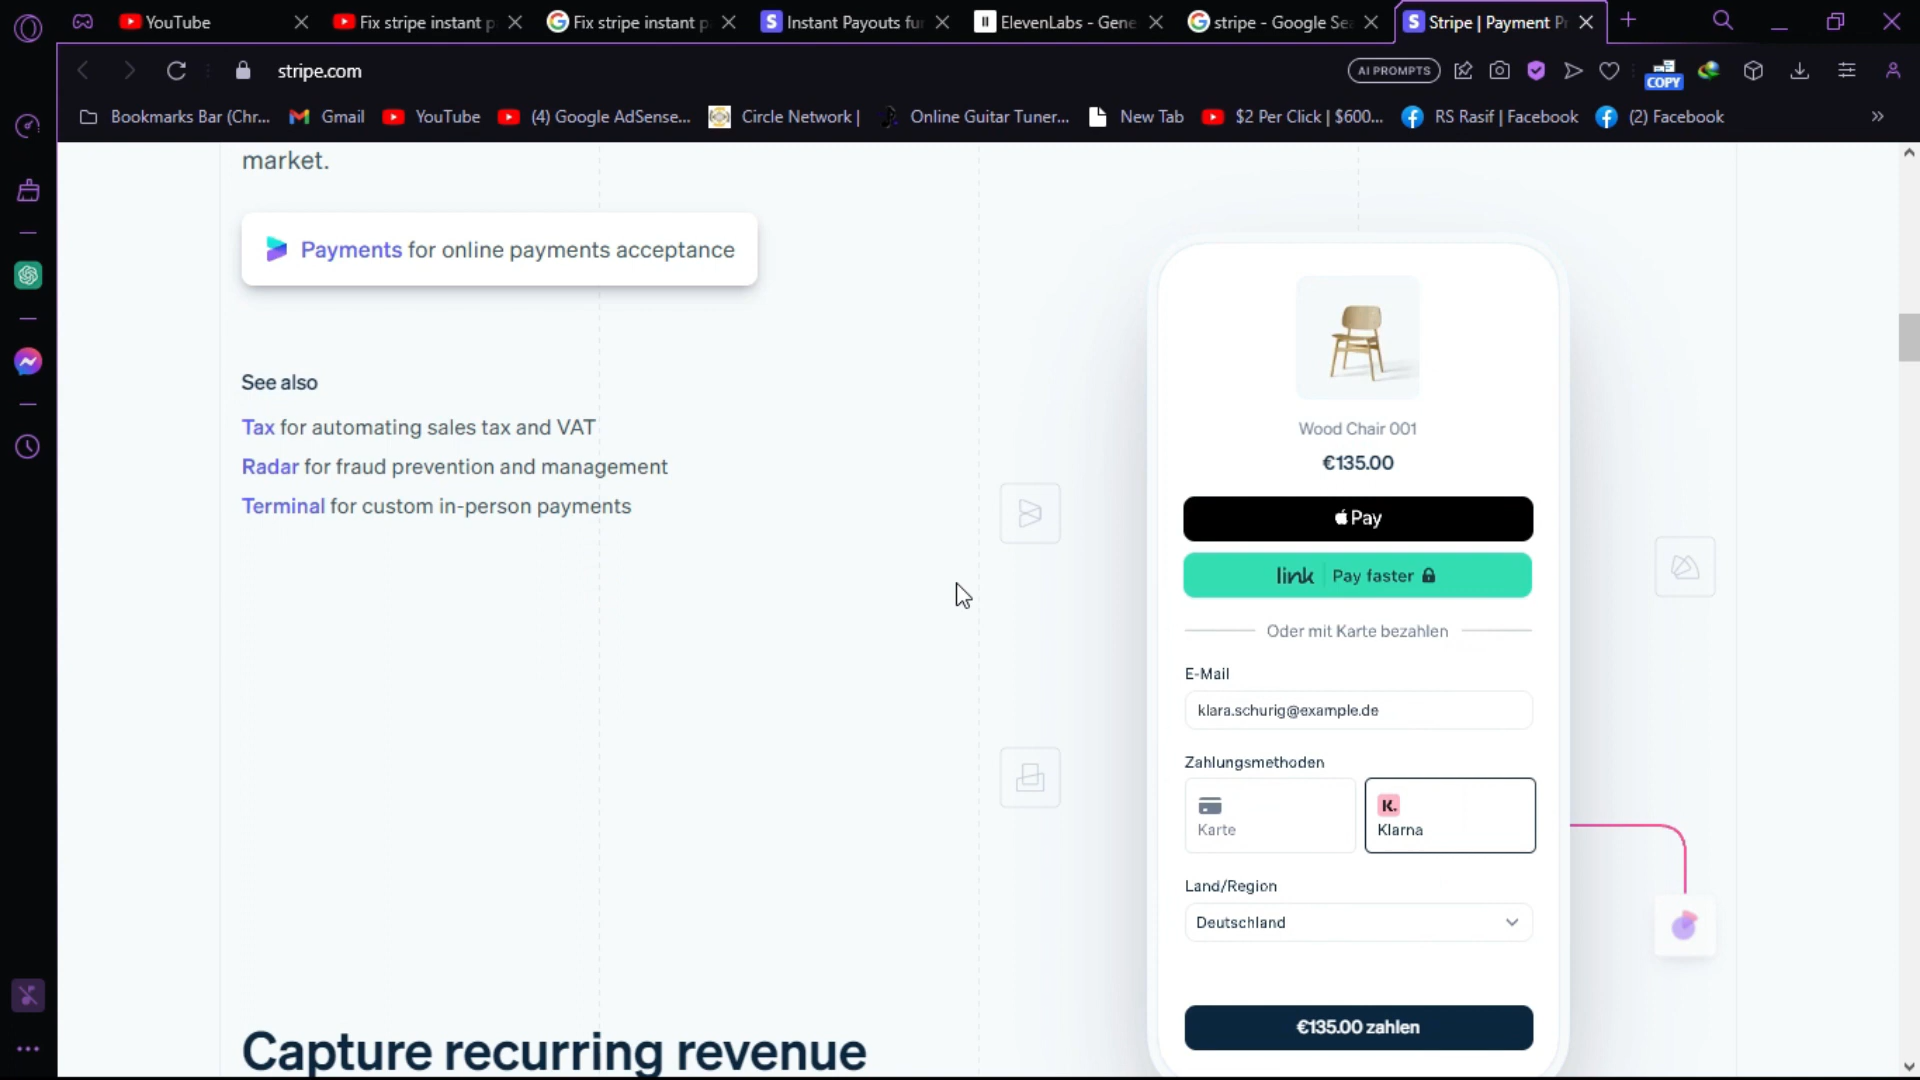 YouTube
Fix stripe instant p
Fix stripe instant p
Instant Payouts fu
ElevenLabs - Gene
stripe - Google Sea
Stripe | Payment Pr
stripe.com
AI PROMPTS
COPY
Bookmarks Bar (Chr...
Gmail
YouTube
(4) Google AdSense...
Circle Network |
Online Guitar Tuner...
New Tab
$2 Per Click | $600...
RS Rasif | Facebook
(2) Facebook
market.
Payments for online payments acceptance
See also
Tax for automating sales tax and VAT
Radar for fraud prevention and management
Terminal for custom in-person payments
Capture recurring revenue
Wood Chair 001
€135.00
Pay
link Pay faster
Oder mit Karte bezahlen
E-Mail
klara.schurig@example.de
Zahlungsmethoden
Karte
K.
Klarna
Land/Region
Deutschland
€135.00 zahlen